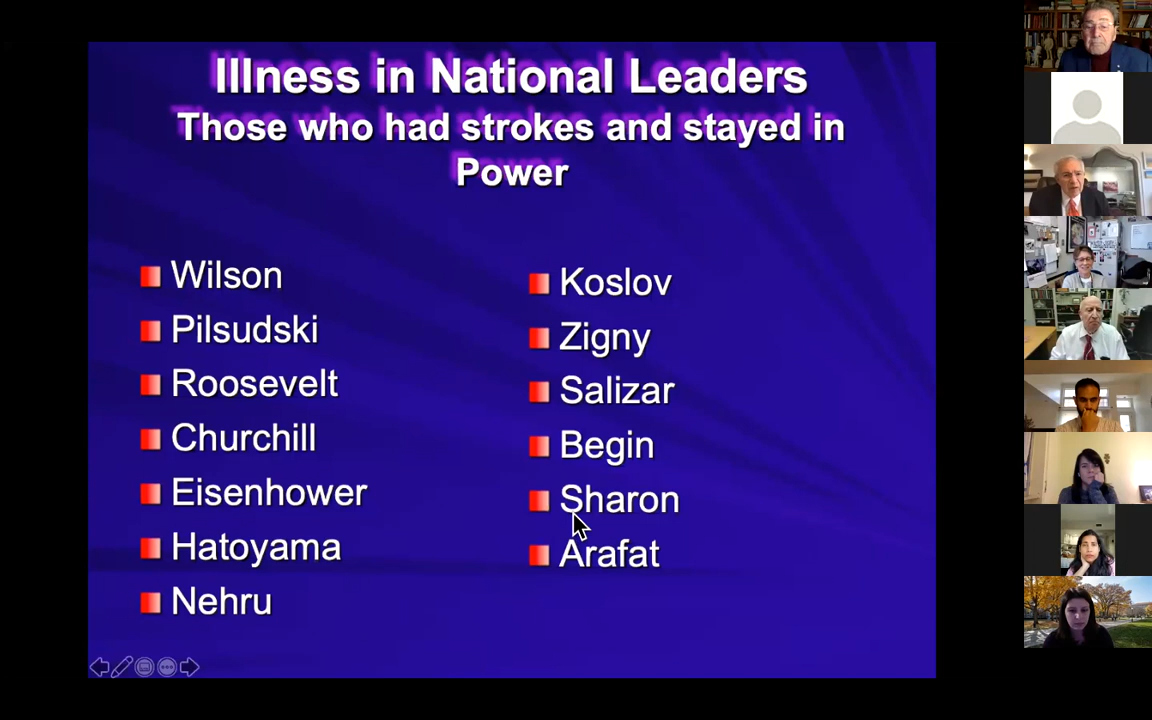 Illness in National Leaders
Those who had strokes and stayed in
Power
Wilson
Pilsudski
Roosevelt
Churchill
Eisenhower
Hatoyama
Nehru
Koslov
Zigny
Salizar
Begin
Sharon
Arafat